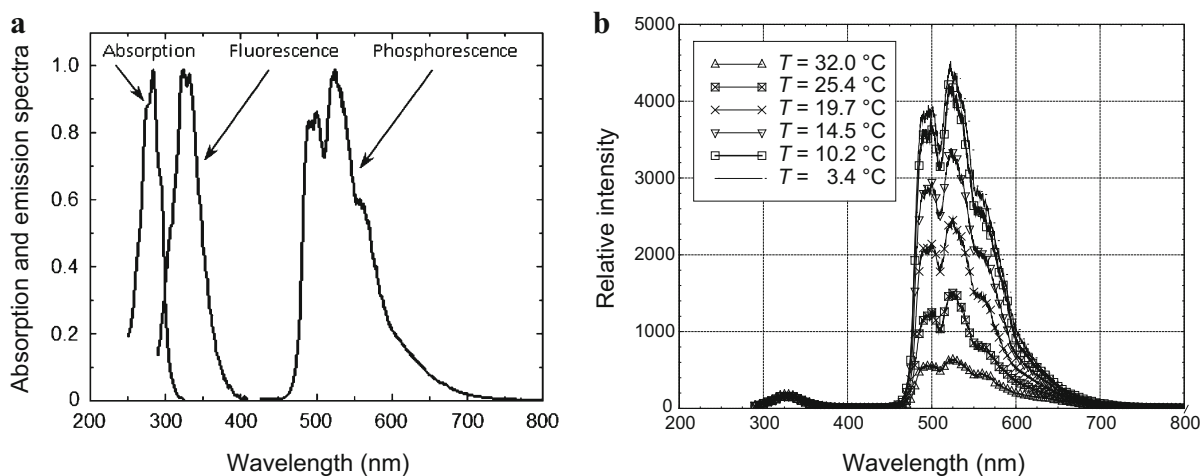 a
Absorption
Fluorescence
Phosphorescence
Absorption and emission spectra
1.0
0.8
0.6
0.4
0.2
0
200 300 400 500 600 700 800
Wavelength (nm)
b
Relative intensity
5000
4000
3000
2000
1000
0
T = 32.0 °C
T = 25.4 °C
T = 19.7 °C
T = 14.5 °C
T = 10.2 °C
T = 3.4 °C
200 300 400 500 600 700 800
Wavelength (nm)